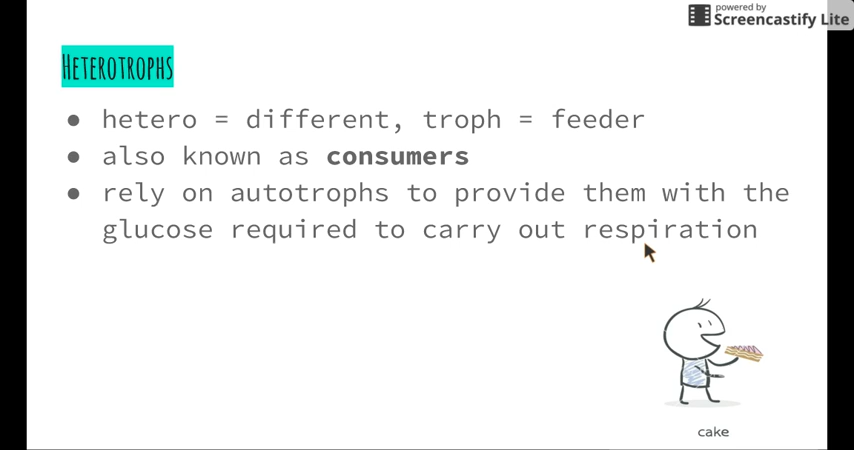 powered by
Screencastify Lite
HETEROTROPHS
● hetero = different, troph = feeder
● also known as consumers
● rely on autotrophs to provide them with the
glucose required to carry out respiration
cake